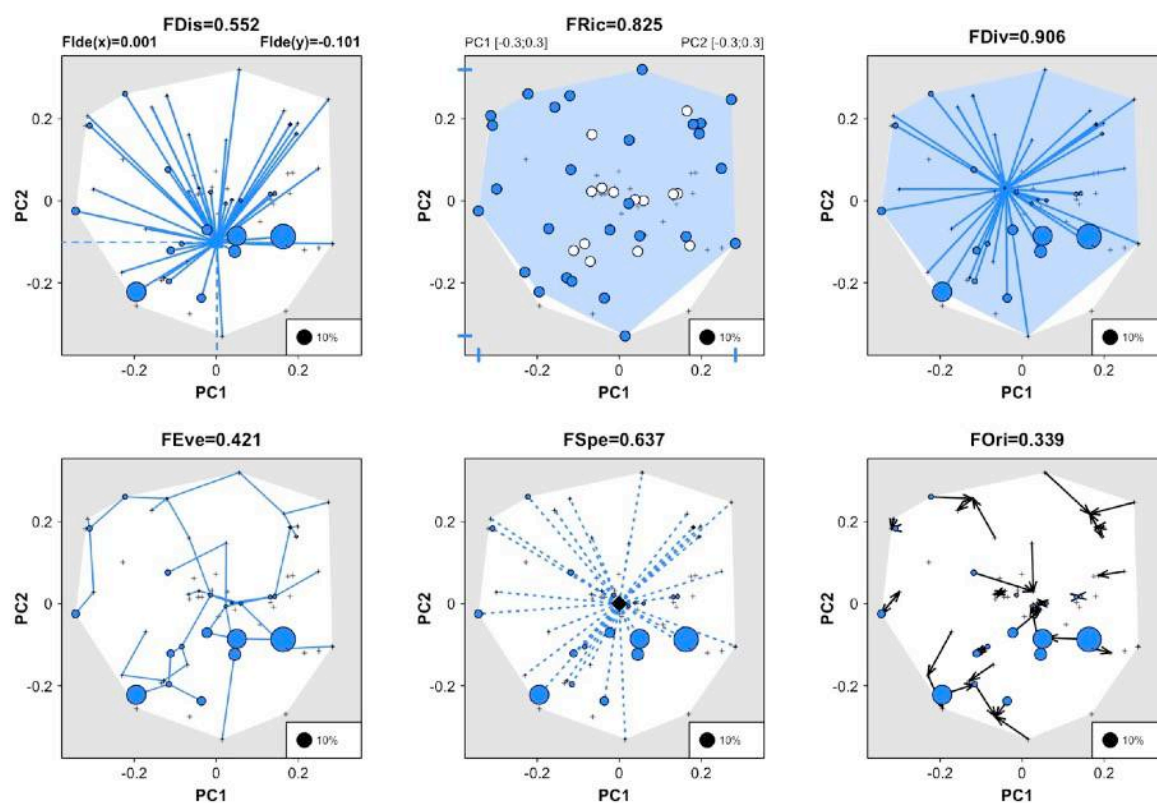 FDis=0.552
FIde(x)=0.001 FIde(y)=-0.101
PC2
0.2
0
-0.2
10%
-0.2 0 0.2
PC1
FRic=0.825
PC1 [-0.3;0.3] PC2 [-0.3;0.3]
PC2
0.2
0
-0.2
10%
-0.2 0 0.2
PC1
FDiv=0.906
PC2
0.2
0
-0.2
10%
-0.2 0 0.2
PC1
FEve=0.421
PC2
0.2
0
-0.2
10%
-0.2 0 0.2
PC1
FSpe=0.637
PC2
0.2
0
-0.2
10%
-0.2 0 0.2
PC1
FOri=0.339
PC2
0.2
0
-0.2
10%
-0.2 0 0.2
PC1